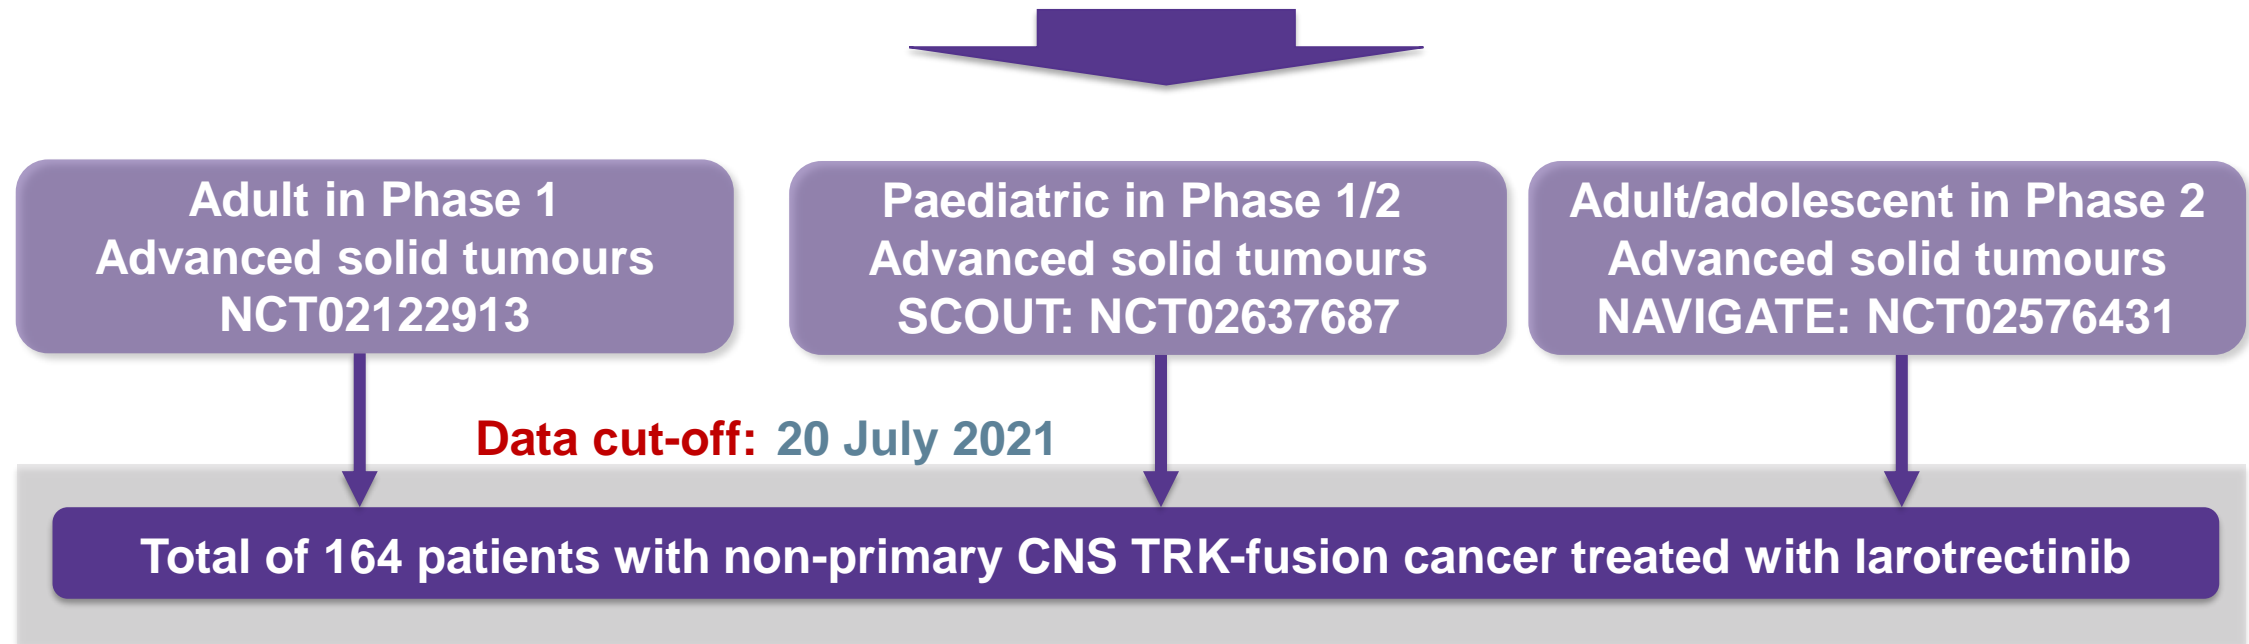 Adult in Phase 1
Advanced solid tumours
NCT02122913
Paediatric in Phase 1/2
Advanced solid tumours
SCOUT: NCT02637687
Adult/adolescent in Phase 2
Advanced solid tumours
NAVIGATE: NCT02576431
Data cut-off: 20 July 2021
Total of 164 patients with non-primary CNS TRK-fusion cancer treated with larotrectinib